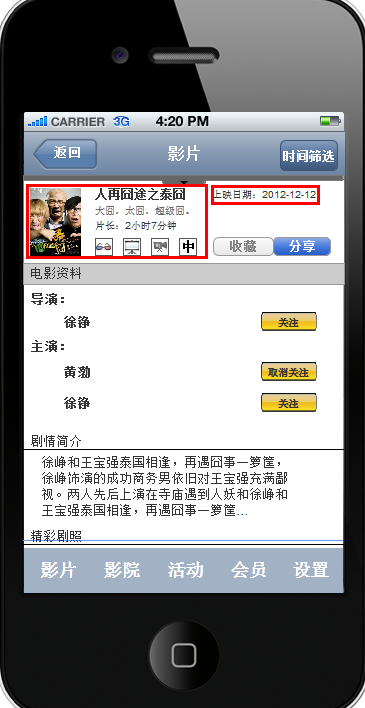 CARRIER 3G 4:20 PM
返回 影片 时间筛选
人再囧途之泰囧
上映日期：2012-12-12
大囧。太囧。超级囧。
片长：2小时7分钟
中
收藏 分享
电影资料
导演：
徐铮 关注
主演：
黄渤 取消关注
徐铮 关注
剧情简介
徐峥和王宝强泰国相逢，再遇囧事一箩筐，
徐峥饰演的成功商务男依旧对王宝强充满鄙
视。两人先后上演在寺庙遇到人妖和徐峥和
王宝强泰国相逢，再遇囧事一箩筐...
精彩剧照
影片 影院 活动 会员 设置